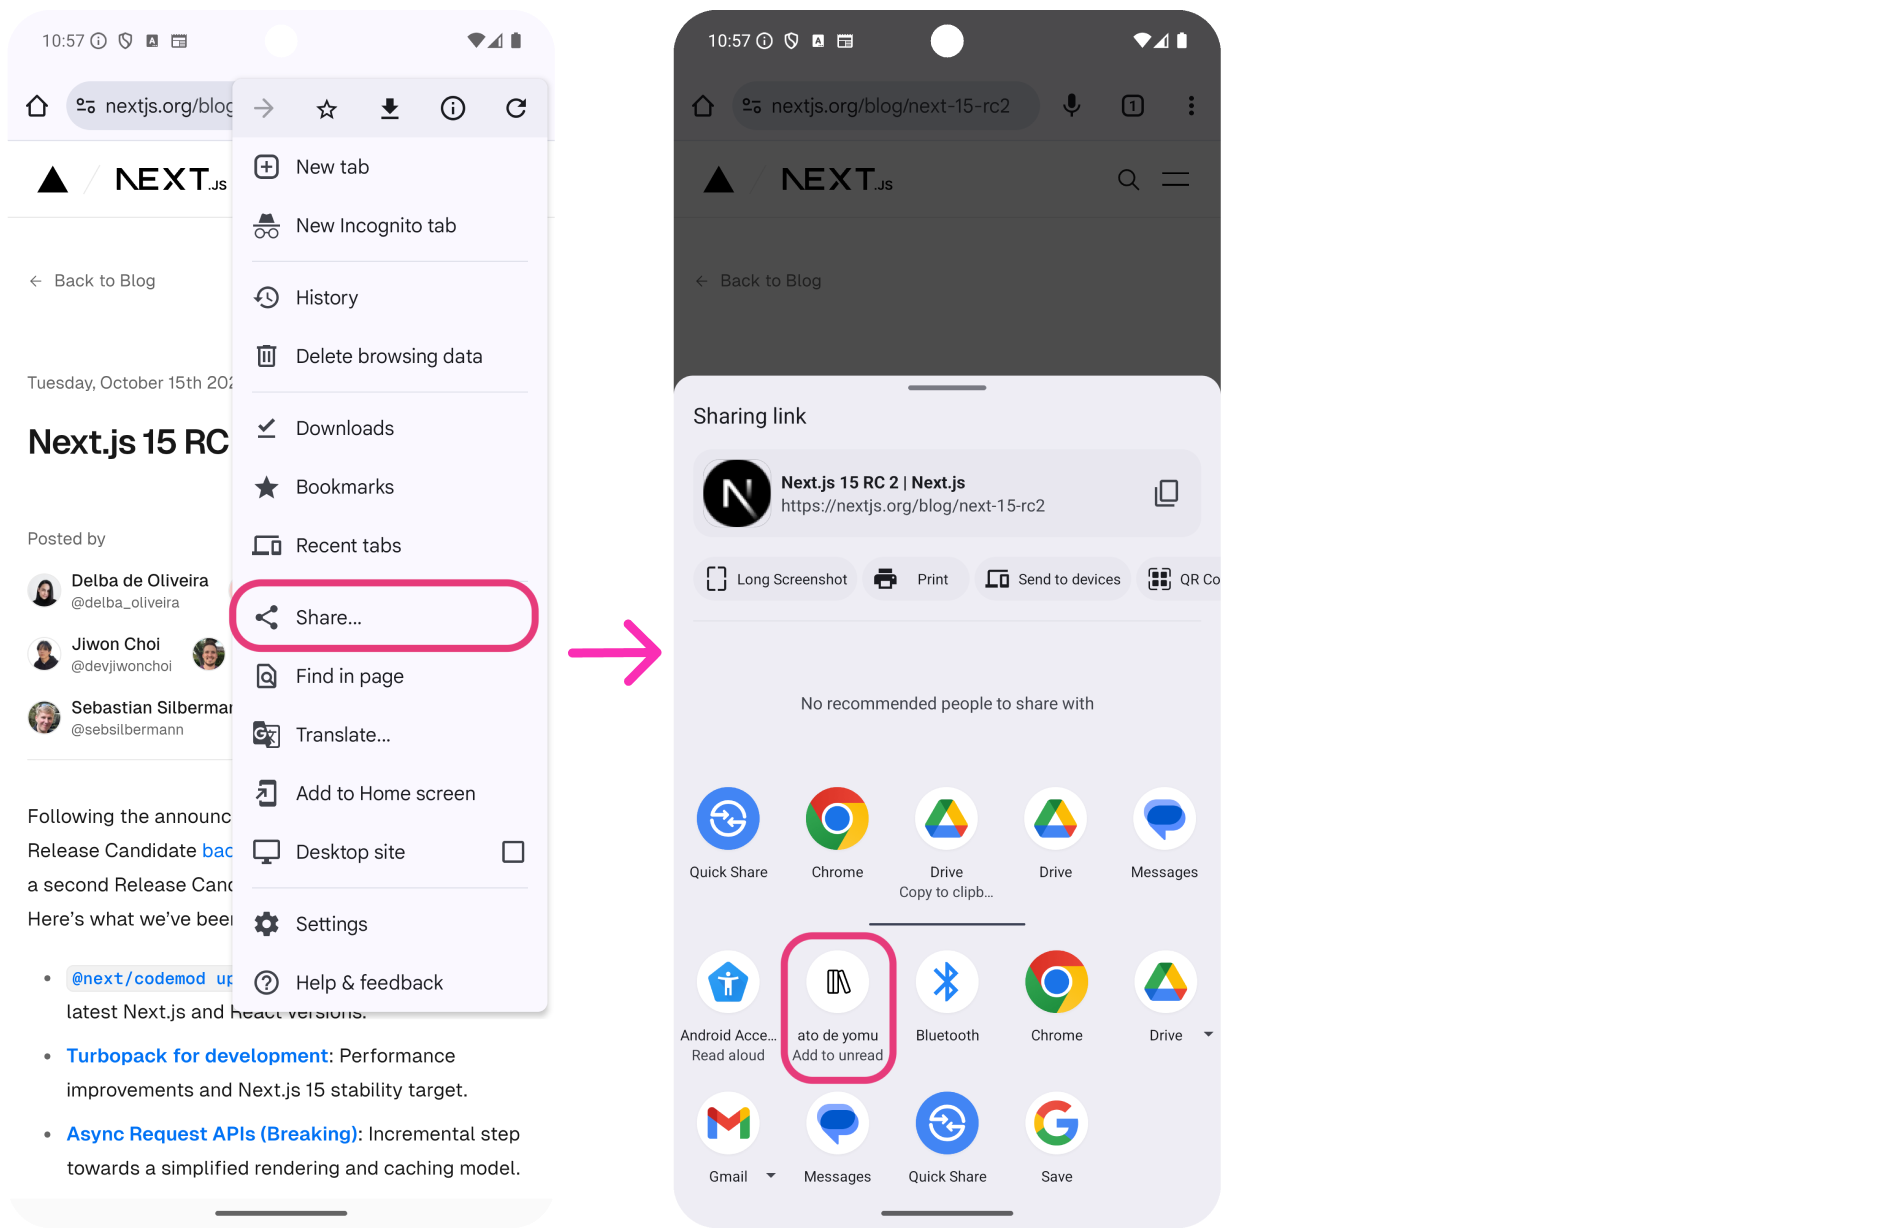 10:57
nextjs.org/blog
New tab
NEXT.JS
New Incognito tab
Back to Blog
History
Delete browsing data
Tuesday, October 15th 202
Downloads
Next.js 15 RC
Bookmarks
Posted by
Recent tabs
Delba de Oliveira
@delba_oliveira
Share...
Jiwon Choi
@devjiwonchoi
Find in page
Sebastian Silberman
@sebsilbermann
Translate...
Add to Home screen
Following the announc
Release Candidate bac
Desktop site
a second Release Cand
Here's what we've been
Settings
@next/codemod up
Help & feedback
latest Next.js and React versions.
Turbopack for development: Performance
improvements and Next.js 15 stability target.
Async Request APIs (Breaking): Incremental step
towards a simplified rendering and caching model.
10:57
nextjs.org/blog/next-15-rc2
1
NEXT.JS
Back to Blog
Sharing link
Next.js 15 RC 2 | Next.js
https://nextjs.org/blog/next-15-rc2
Long Screenshot
Print
Send to devices
QR Co
No recommended people to share with
Quick Share
Chrome
Drive
Copy to clipb...
Drive
Messages
Android Acce...
Read aloud
ato de yomu
Add to unread
Bluetooth
Chrome
Drive
Gmail
Messages
Quick Share
Save